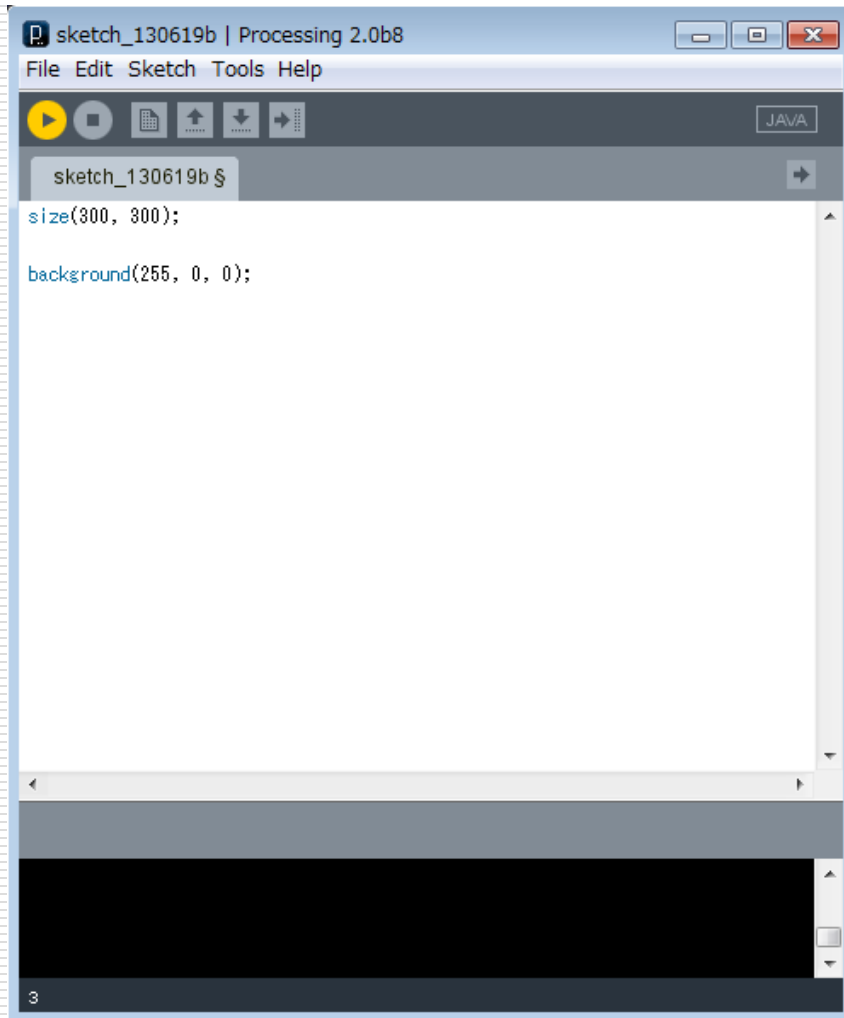 sketch_130619b | Processing 2.0b8
File Edit Sketch Tools Help
JAVA
sketch_130619b §
size(300, 300);
background(255, 0, 0);
3